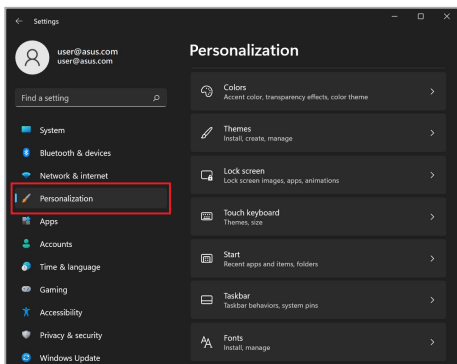 Settings
user@asus.com
user@asus.com
Find a setting
System
Bluetooth & devices
Network & internet
Personalization
Apps
Accounts
Time & language
Gaming
Accessibility
Privacy & security
Windows Update
Personalization
Colors
Accent color, transparency effects, color theme
Themes
Install, create, manage
Lock screen
Lock screen images, apps, animations
Touch keyboard
Themes, size
Start
Recent apps and items, folders
Taskbar
Taskbar behaviors, system pins
Fonts
Install, manage